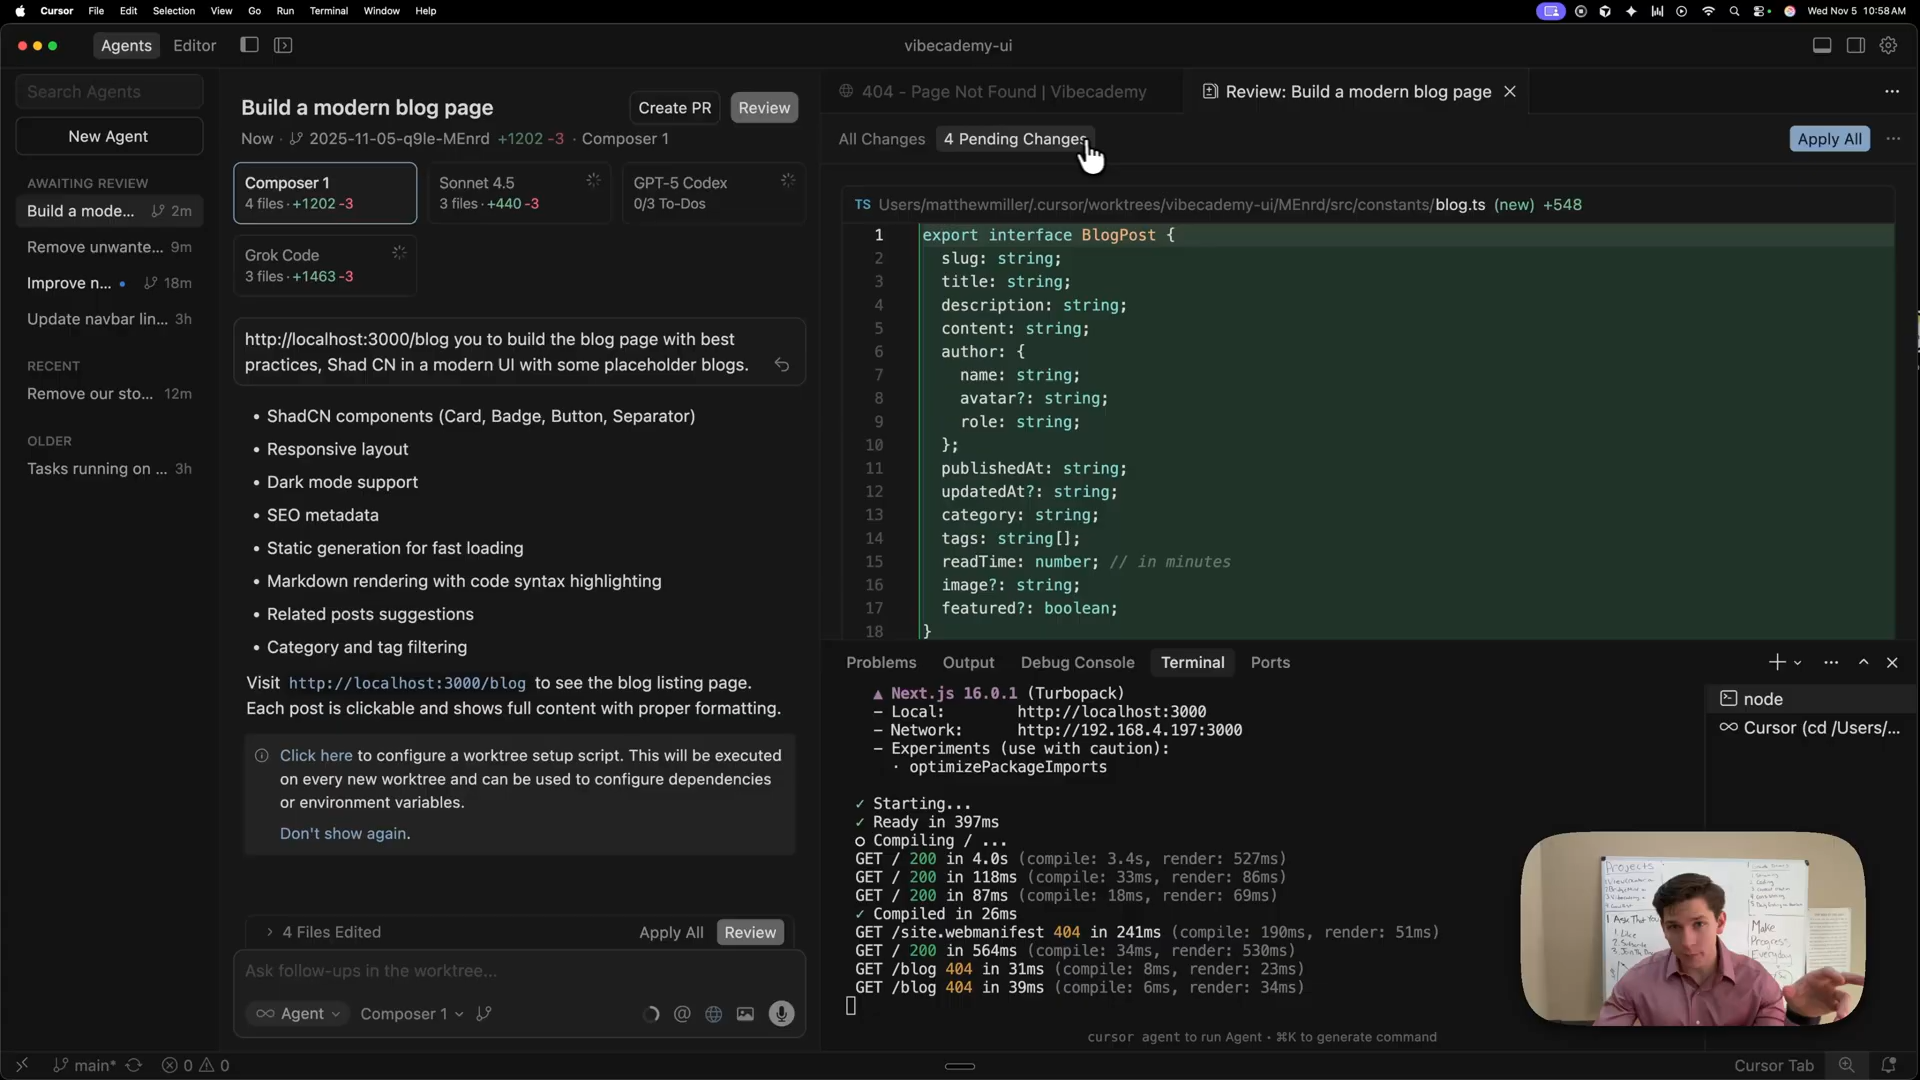 Cursor File Edit Selection View Go Run Terminal Window Help
Wed Nov 5 10:58 AM
Agents Editor
vibecademy-ui
Search Agents
New Agent
AWAITING REVIEW
Build a mode... 2m
Remove unwante... 9m
Improve n... 18m
Update navbar lin... 3h
RECENT
Remove our sto... 12m
OLDER
Tasks running on ... 3h
Build a modern blog page
Create PR
Review
Now · 2025-11-05-q9le-MEnrd +1202 -3 · Composer 1
Composer 1
4 files · +1202 -3
Sonnet 4.5
3 files · +440 -3
GPT-5 Codex
0/3 To-Dos
Grok Code
3 files · +1463 -3
http://localhost:3000/blog you to build the blog page with best
practices, Shad CN in a modern UI with some placeholder blogs.
• ShadCN components (Card, Badge, Button, Separator)
• Responsive layout
• Dark mode support
• SEO metadata
• Static generation for fast loading
• Markdown rendering with code syntax highlighting
• Related posts suggestions
• Category and tag filtering
Visit http://localhost:3000/blog to see the blog listing page.
Each post is clickable and shows full content with proper formatting.
Click here to configure a worktree setup script. This will be executed
on every new worktree and can be used to configure dependencies
or environment variables.
Don't show again.
4 Files Edited
Apply All
Review
Ask follow-ups in the worktree...
Agent
Composer 1
404 - Page Not Found | Vibecademy
Review: Build a modern blog page
All Changes
4 Pending Changes
Apply All
TS Users/matthewmiller/.cursor/worktrees/vibecademy-ui/MEnrd/src/constants/blog.ts (new) +548
1 export interface BlogPost {
2 slug: string;
3 title: string;
4 description: string;
5 content: string;
6 author: {
7 name: string;
8 avatar?: string;
9 role: string;
10 };
11 publishedAt: string;
12 updatedAt?: string;
13 category: string;
14 tags: string[];
15 readTime: number; // in minutes
16 image?: string;
17 featured?: boolean;
18 }
Problems Output Debug Console Terminal Ports
▲ Next.js 16.0.1 (Turbopack)
- Local: http://localhost:3000
- Network: http://192.168.4.197:3000
- Experiments (use with caution):
· optimizePackageImports
✓ Starting...
✓ Ready in 397ms
○ Compiling / ...
GET / 200 in 4.0s (compile: 3.4s, render: 527ms)
GET / 200 in 118ms (compile: 33ms, render: 86ms)
GET / 200 in 87ms (compile: 18ms, render: 69ms)
✓ Compiled in 26ms
GET /site.webmanifest 404 in 241ms (compile: 190ms, render: 51ms)
GET / 200 in 564ms (compile: 34ms, render: 530ms)
GET /blog 404 in 31ms (compile: 8ms, render: 23ms)
GET /blog 404 in 39ms (compile: 6ms, render: 34ms)
cursor agent to run Agent · ⌘K to generate command
node
Cursor (cd /Users/...
Projects
1 Ask That You
1. Like
2. Subscribe
Make
Progress
Everyday
main*
0 0
Cursor Tab